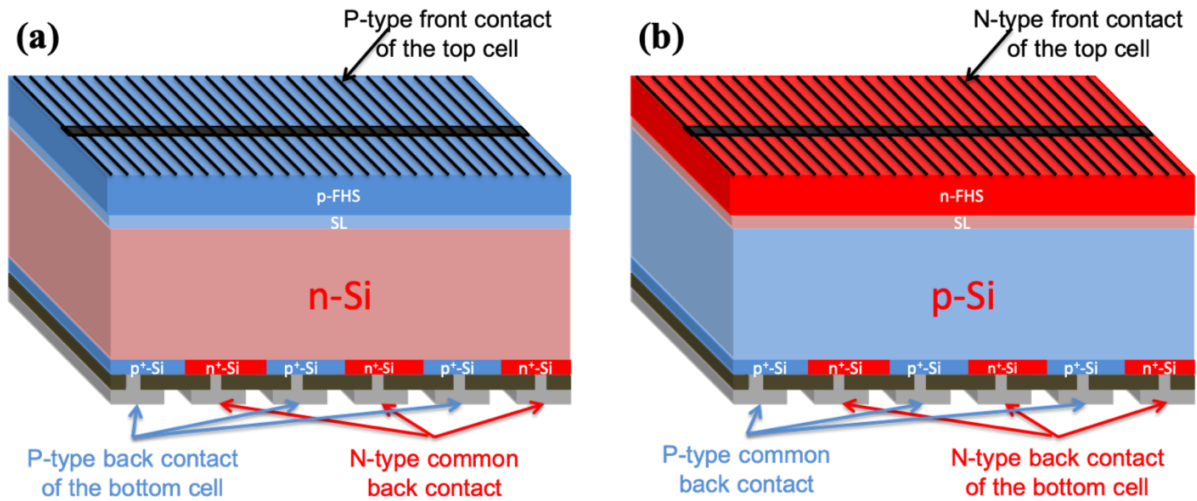 (a)
P-type front contact
of the top cell
p-FHS
SL
n-Si
p⁺-Si n⁺-Si p⁺-Si n⁺-Si p⁺-Si n⁺-Si
P-type back contact
of the bottom cell
N-type common
back contact
(b)
N-type front contact
of the top cell
n-FHS
SL
p-Si
p⁺-Si n⁺-Si p⁺-Si n⁺-Si p⁺-Si n⁺-Si
P-type common
back contact
N-type back contact
of the bottom cell